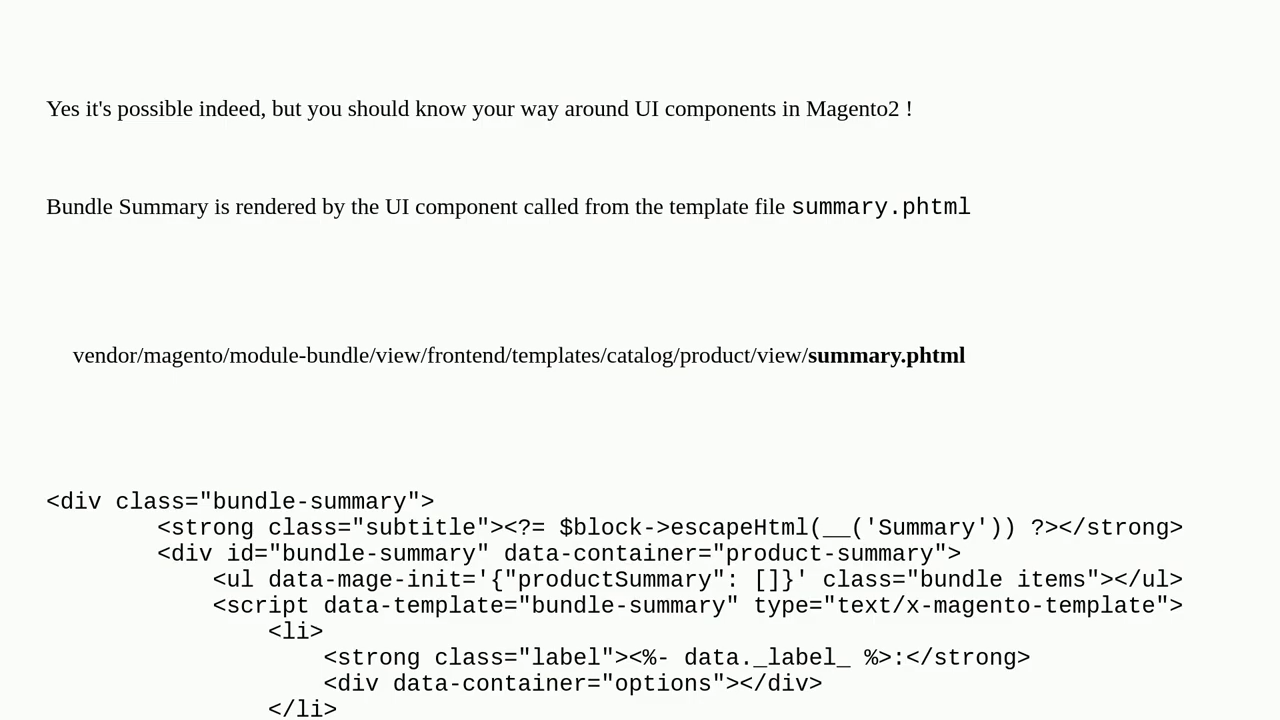 Yes it's possible indeed, but you should know your way around UI components in Magento2 !
Bundle Summary is rendered by the UI component called from the template file summary.phtml
vendor/magento/module-bundle/view/frontend/templates/catalog/product/view/summary.phtml
<div class="bundle-summary">
        <strong class="subtitle"><?= $block->escapeHtml(__('Summary')) ?></strong>
        <div id="bundle-summary" data-container="product-summary">
            <ul data-mage-init='{"productSummary": []}' class="bundle items"></ul>
            <script data-template="bundle-summary" type="text/x-magento-template">
                <li>
                    <strong class="label"><%- data._label_ %>:</strong>
                    <div data-container="options"></div>
                </li>